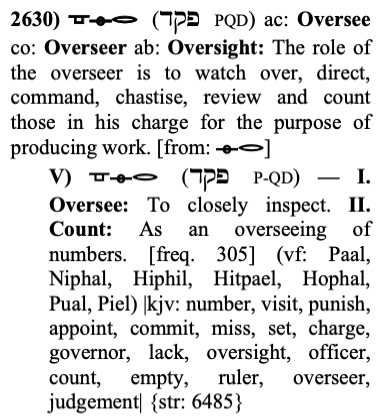 2630) (פקד PQD) ac: Oversee
co: Overseer ab: Oversight: The role of
the overseer is to watch over, direct,
command, chastise, review and count
those in his charge for the purpose of
producing work. [from: ]
V) (פקד P-QD) — I.
Oversee: To closely inspect. II.
Count: As an overseeing of
numbers. [freq. 305] (vf: Paal,
Niphal, Hiphil, Hitpael, Hophal,
Pual, Piel) |kjv: number, visit, punish,
appoint, commit, miss, set, charge,
governor, lack, oversight, officer,
count, empty, ruler, overseer,
judgement| {str: 6485}